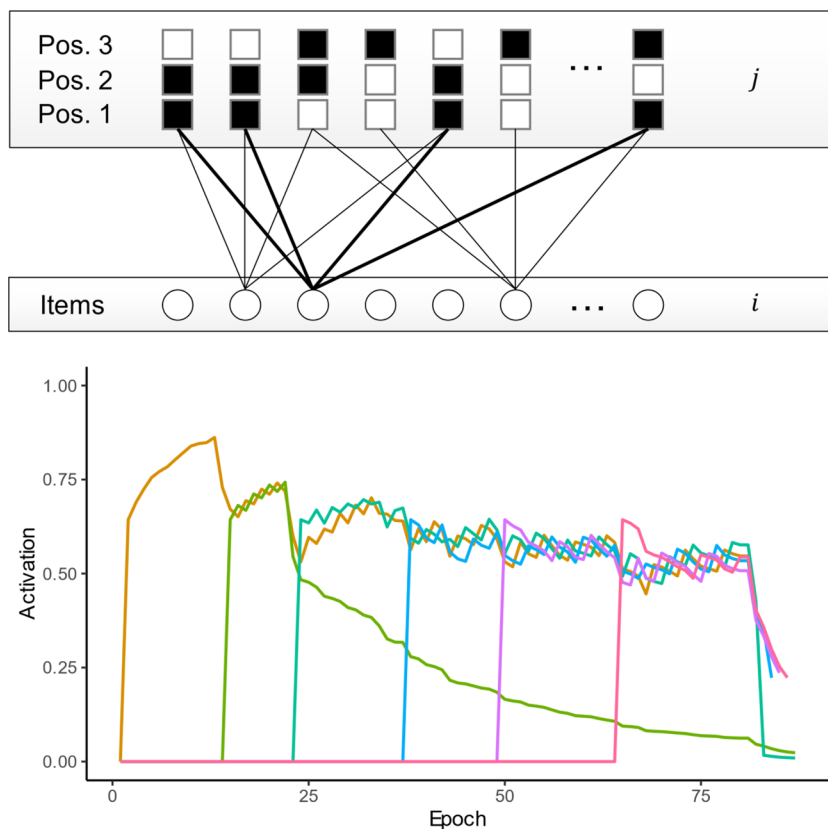 Pos. 3
Pos. 2
...
j
Pos. 1
Items
...
i
1.00
0.75
0.50
0.25
0.00
Activation
0
25
50
75
Epoch